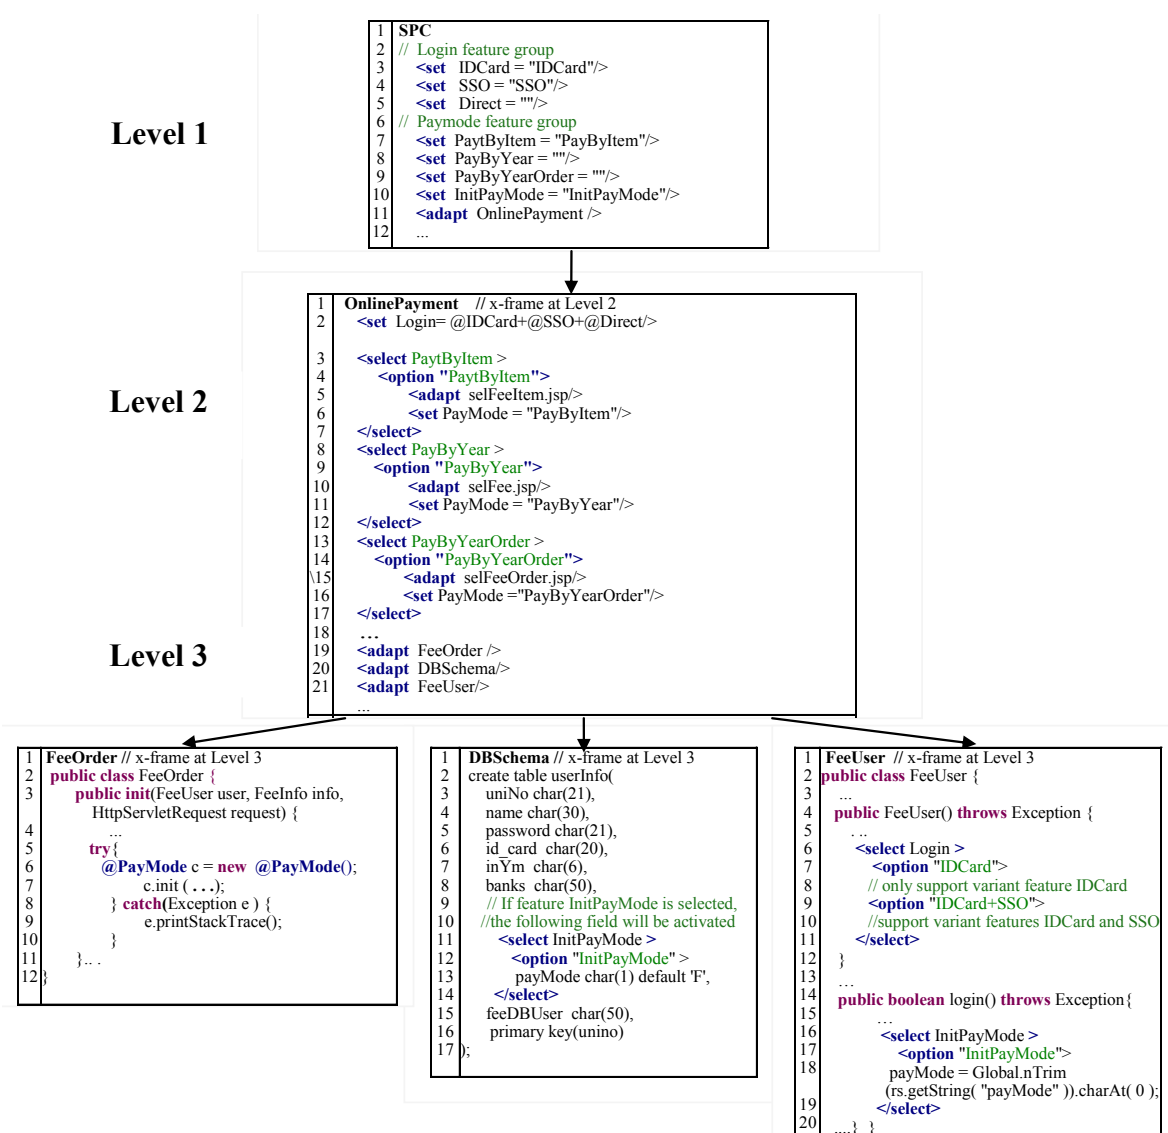 Level 1
1 SPC
2 // Login feature group
3 <set IDCard = "IDCard"/>
4 <set SSO = "SSO"/>
5 <set Direct = ""/>
6 // Paymode feature group
7 <set PaytByItem = "PayByItem"/>
8 <set PayByYear = ""/>
9 <set PayByYearOrder = ""/>
10 <set InitPayMode = "InitPayMode"/>
11 <adapt OnlinePayment />
12 ...
Level 2
1 OnlinePayment // x-frame at Level 2
2 <set Login= @IDCard+@SSO+@Direct/>
3 <select PaytByItem >
4 <option "PaytByItem">
5 <adapt selFeeItem.jsp/>
6 <set PayMode = "PayByItem"/>
7 </select>
8 <select PayByYear >
9 <option "PayByYear">
10 <adapt selFee.jsp/>
11 <set PayMode = "PayByYear"/>
12 </select>
13 <select PayByYearOrder >
14 <option "PayByYearOrder">
\15 <adapt selFeeOrder.jsp/>
16 <set PayMode ="PayByYearOrder"/>
17 </select>
18 ...
19 <adapt FeeOrder />
20 <adapt DBSchema/>
21 <adapt FeeUser/>
...
Level 3
1 FeeOrder // x-frame at Level 3
2 public class FeeOrder {
3 public init(FeeUser user, FeeInfo info,
HttpServletRequest request) {
4 ...
5 try{
6 @PayMode c = new @PayMode();
7 c.init ( . . .);
8 } catch(Exception e ) {
9 e.printStackTrace();
10 }
11 }.. .
12 }
1 DBSchema // x-frame at Level 3
2 create table userInfo(
3 uniNo char(21),
4 name char(30),
5 password char(21),
6 id_card char(20),
7 inYm char(6),
8 banks char(50),
9 // If feature InitPayMode is selected,
10 //the following field will be activated
11 <select InitPayMode >
12 <option "InitPayMode" >
13 payMode char(1) default 'F',
14 </select>
15 feeDBUser char(50),
16 primary key(unino)
17 );
1 FeeUser // x-frame at Level 3
2 public class FeeUser {
3 ...
4 public FeeUser() throws Exception {
5 . ..
6 <select Login >
7 <option "IDCard">
8 // only support variant feature IDCard
9 <option "IDCard+SSO">
10 //support variant features IDCard and SSO
11 </select>
12 }
13 ...
14 public boolean login() throws Exception{
15 ...
16 <select InitPayMode >
17 <option "InitPayMode">
18 payMode = Global.nTrim
(rs.getString( "payMode" )).charAt( 0 );
19 </select>
20 ....} }